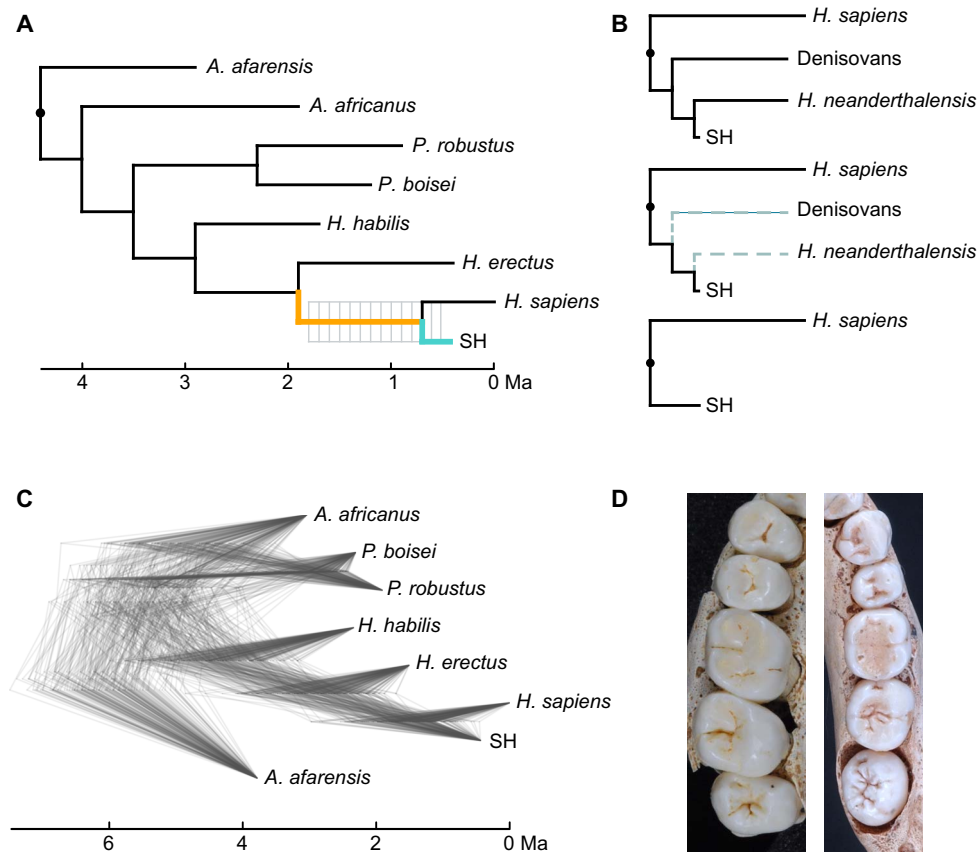 A
A. afarensis
A. africanus
P. robustus
P. boisei
H. habilis
H. erectus
H. sapiens
SH
4 3 2 1 0 Ma
B
H. sapiens
Denisovans
H. neanderthalensis
SH
H. sapiens
Denisovans
H. neanderthalensis
SH
H. sapiens
SH
C
A. africanus
P. boisei
P. robustus
H. habilis
H. erectus
H. sapiens
SH
A. afarensis
6 4 2 0 Ma
D